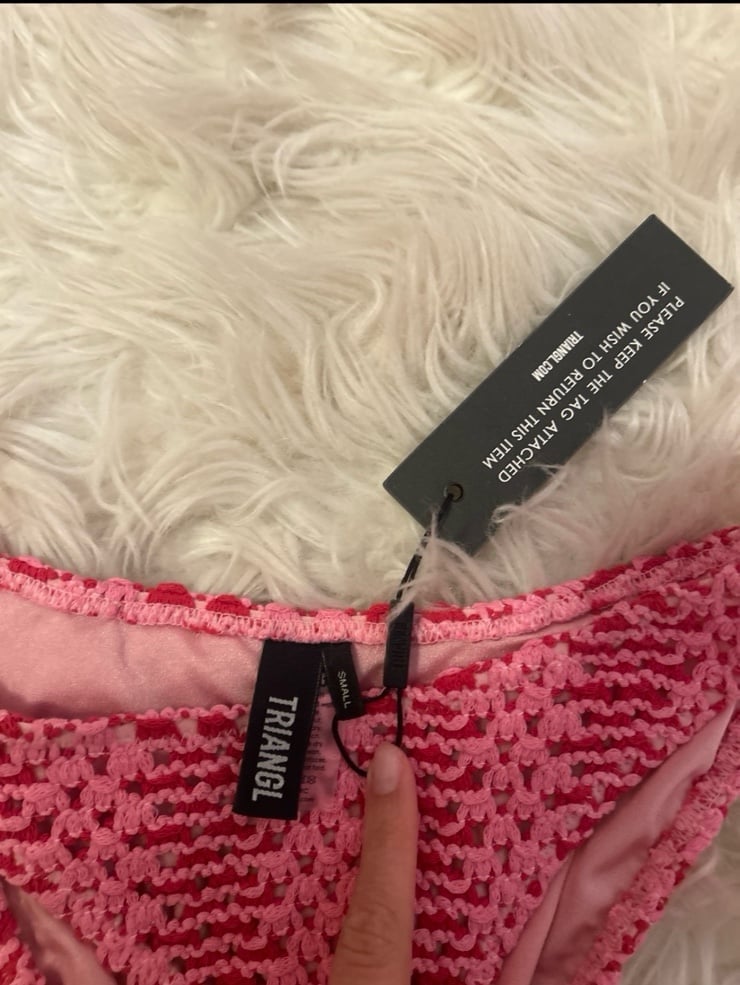 PLEASE KEEP THE TAG ATTACHED
IF YOU WISH TO RETURN THIS ITEM
TRIANGL.COM
SMALL
TRIANGL